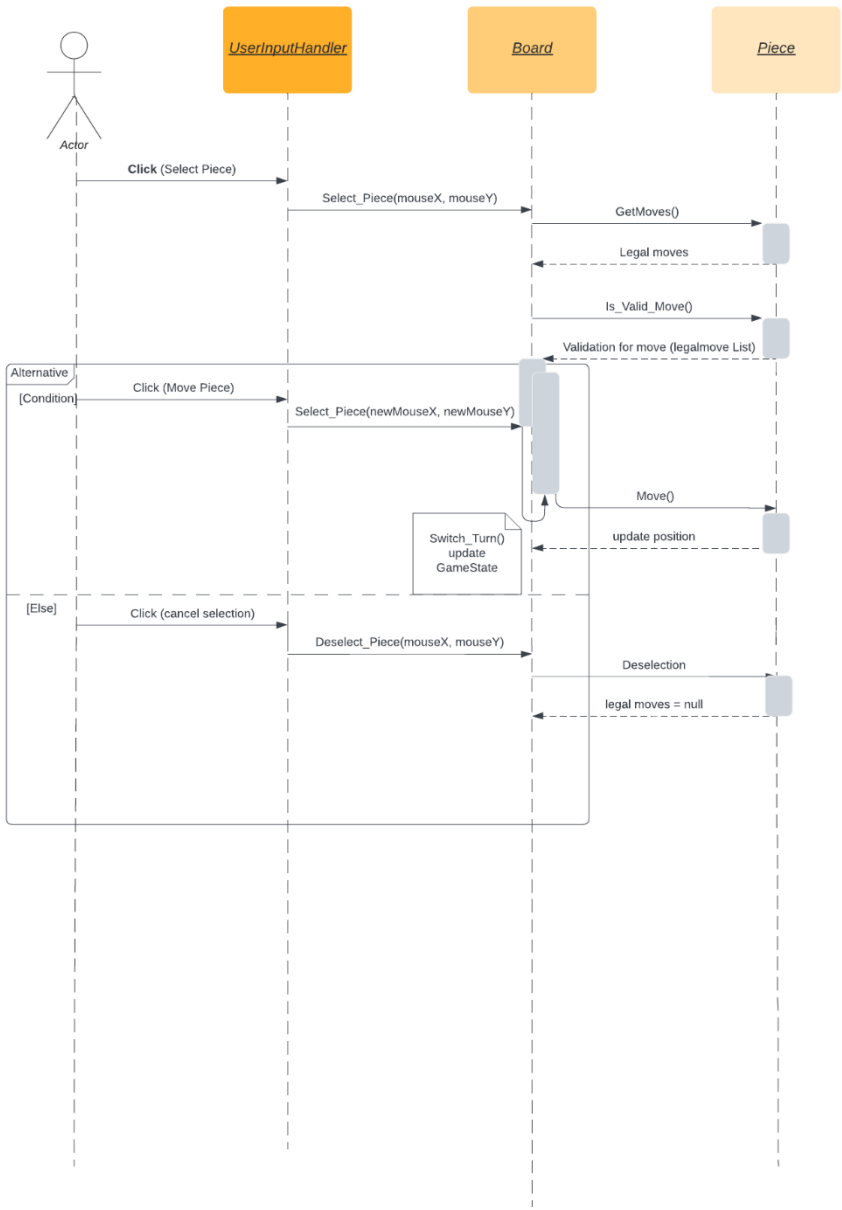 UserInputHandler
Board
Piece
Actor
Click (Select Piece)
Select_Piece(mouseX, mouseY)
GetMoves()
Legal moves
Is_Valid_Move()
Validation for move (legalmove List)
Alternative
[Condition]
Click (Move Piece)
Select_Piece(newMouseX, newMouseY)
Move()
Switch_Turn()
update
GameState
update position
[Else]
Click (cancel selection)
Deselect_Piece(mouseX, mouseY)
Deselection
legal moves = null